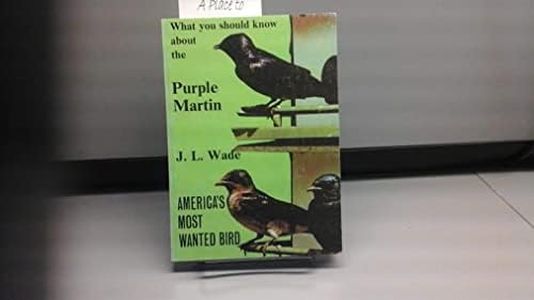 A Place to
What you should know
about
the
Purple
Martin
J. L. Wade
AMERICA'S
MOST
WANTED BIRD